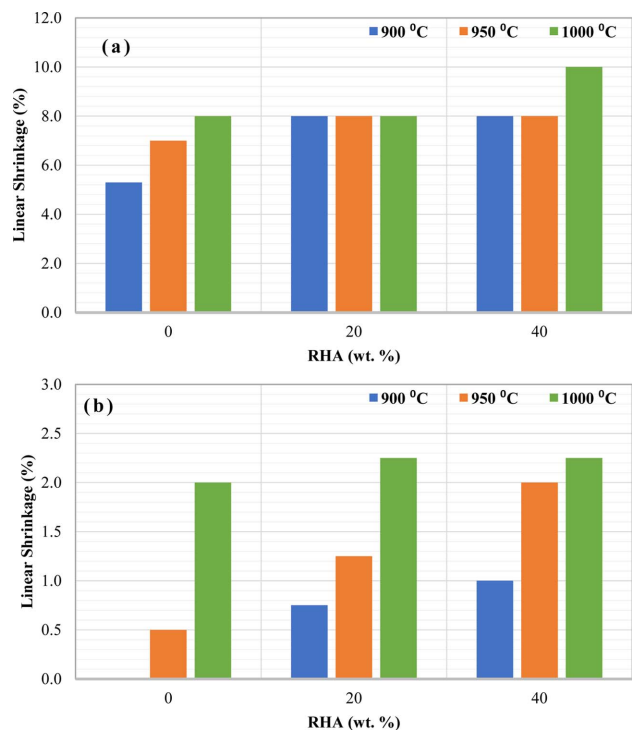 12.0
(a)
900 ⁰C 950 ⁰C 1000 ⁰C
10.0
8.0
6.0
4.0
2.0
0.0
Linear Shrinkage (%)
0 20 40
RHA (wt. %)
3.0
(b)
900 ⁰C 950 ⁰C 1000 ⁰C
2.5
2.0
1.5
1.0
0.5
0.0
Linear Shrinkage (%)
0 20 40
RHA (wt. %)